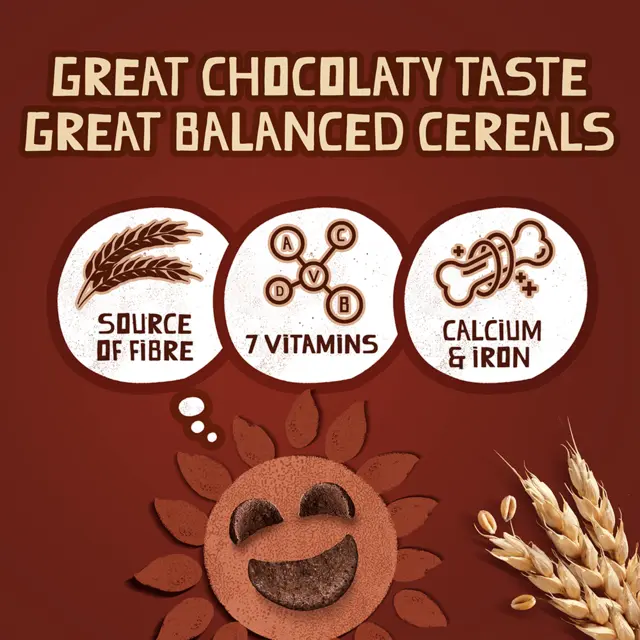 GREAT CHOCOLATY TASTE
GREAT BALANCED CEREALS
SOURCE
OF FIBRE
A
C
V
D
B
7 VITAMINS
CALCIUM
& IRON